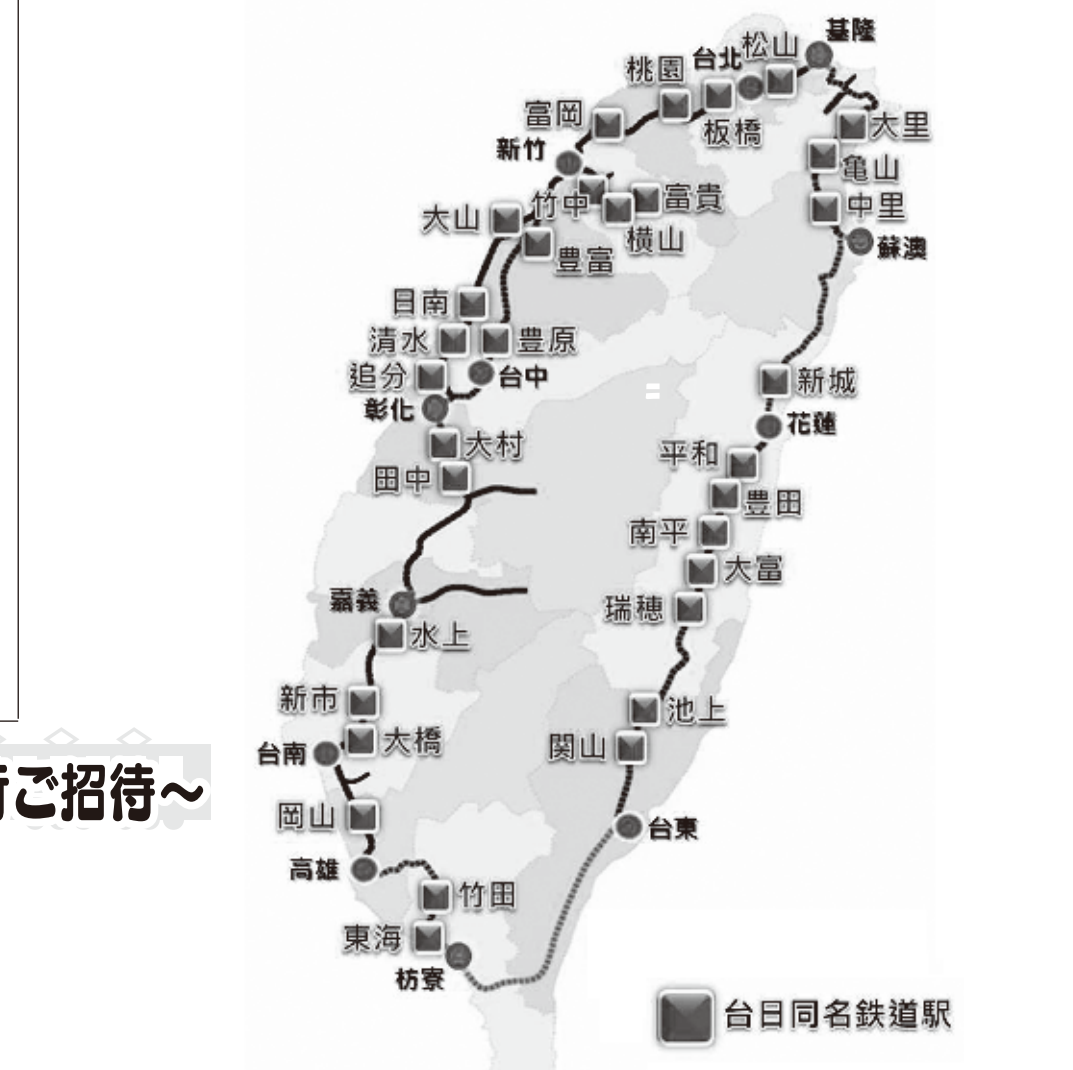 基隆
松山
台北
桃園
板橋
富岡
大里
新竹
亀山
竹中
富貴
中里
大山
横山
蘇澳
豊富
日南
清水
豊原
追分
台中
新城
彰化
花蓮
大村
平和
田中
豊田
南平
大富
嘉義
瑞穂
水上
新市
池上
大橋
関山
台南
ご招待～
岡山
台東
高雄
竹田
東海
枋寮
台日同名鉄道駅